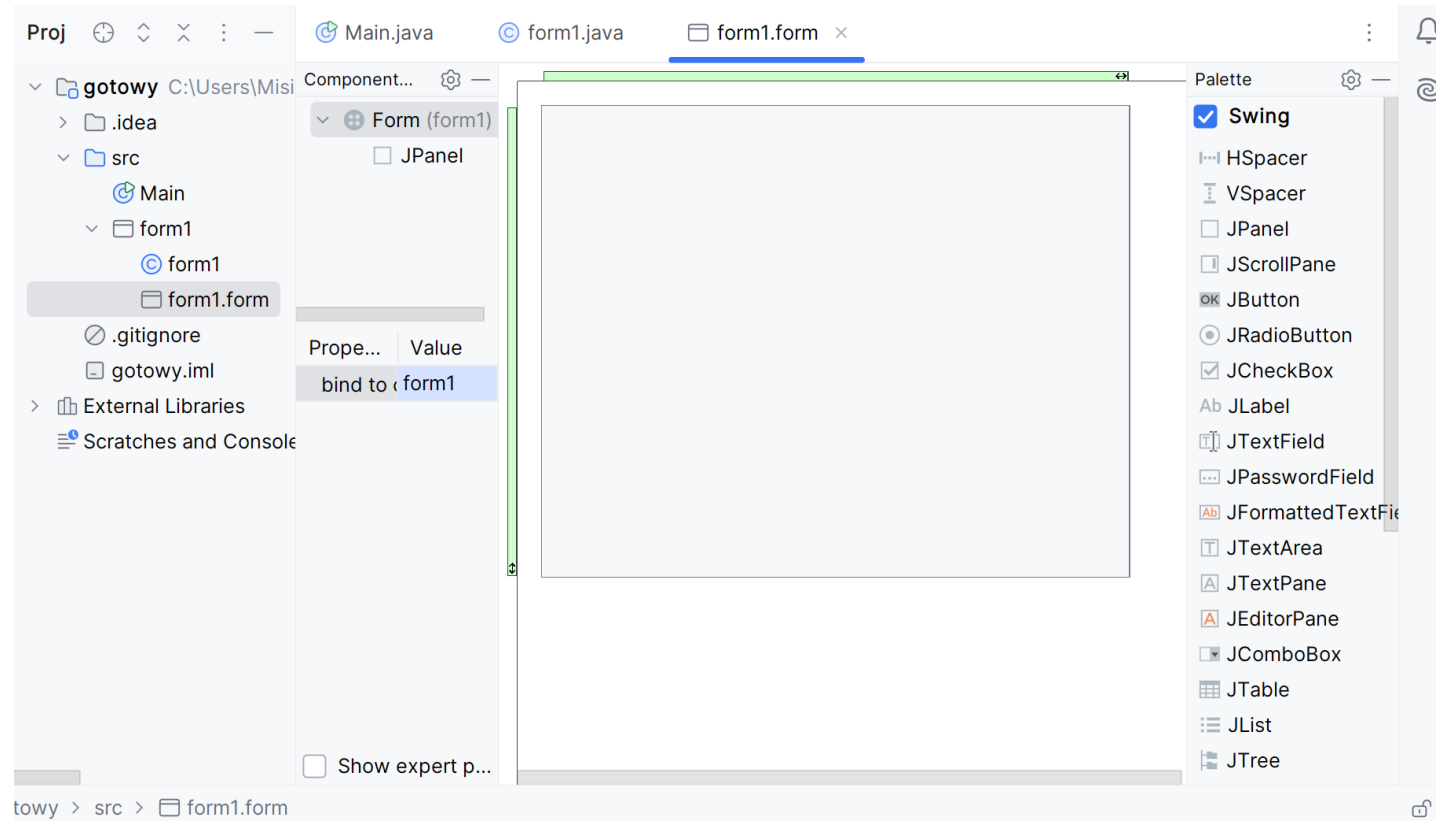 Proj
Main.java
form1.java
form1.form
gotowy C:\Users\Misi
.idea
src
Main
form1
form1
form1.form
.gitignore
gotowy.iml
External Libraries
Scratches and Console
Component...
Form (form1)
JPanel
Prope... Value
bind to c form1
Show expert p...
Palette
Swing
HSpacer
VSpacer
JPanel
JScrollPane
OK JButton
JRadioButton
JCheckBox
Ab JLabel
T JTextField
JPasswordField
Ab JFormattedTextFie
T JTextArea
A JTextPane
A JEditorPane
JComboBox
JTable
JList
JTree
towy > src > form1.form